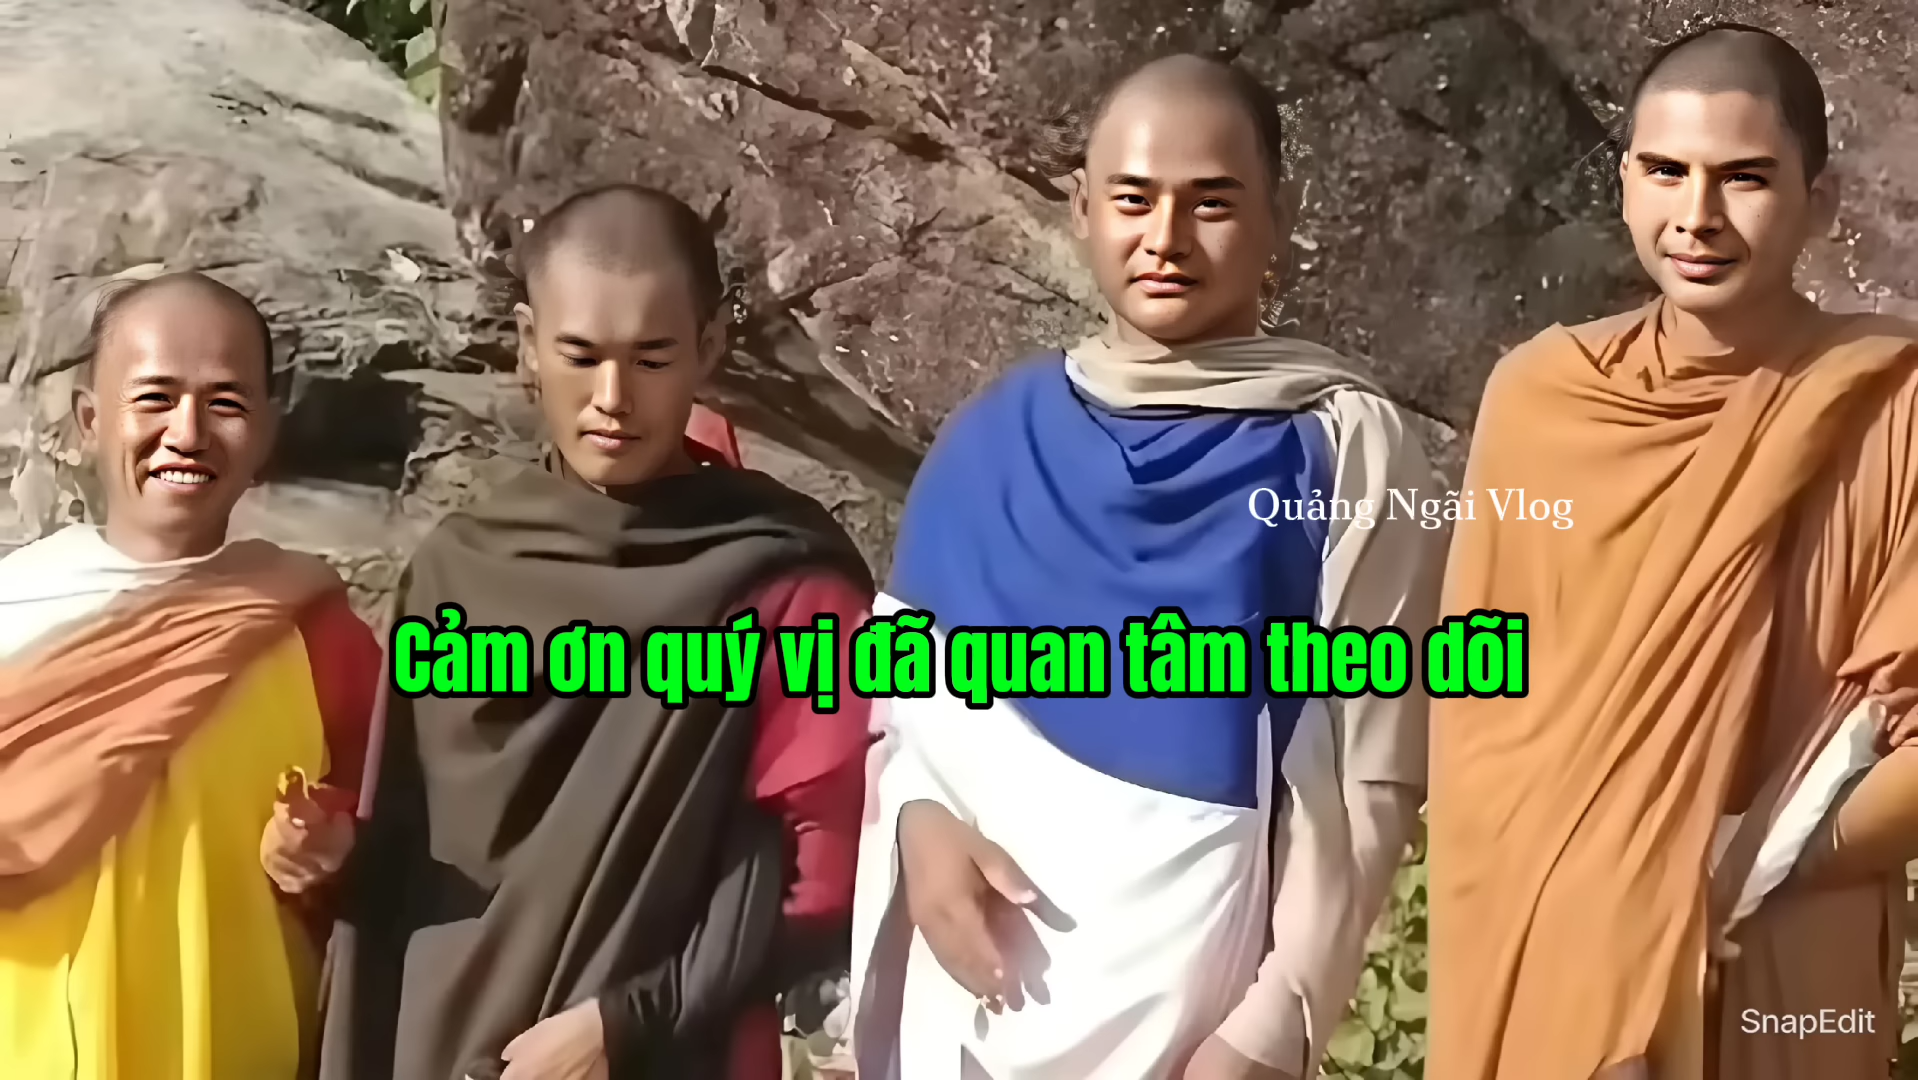 Quảng Ngãi Vlog
Cảm ơn quý vị đã quan tâm theo dõi
SnapEdit